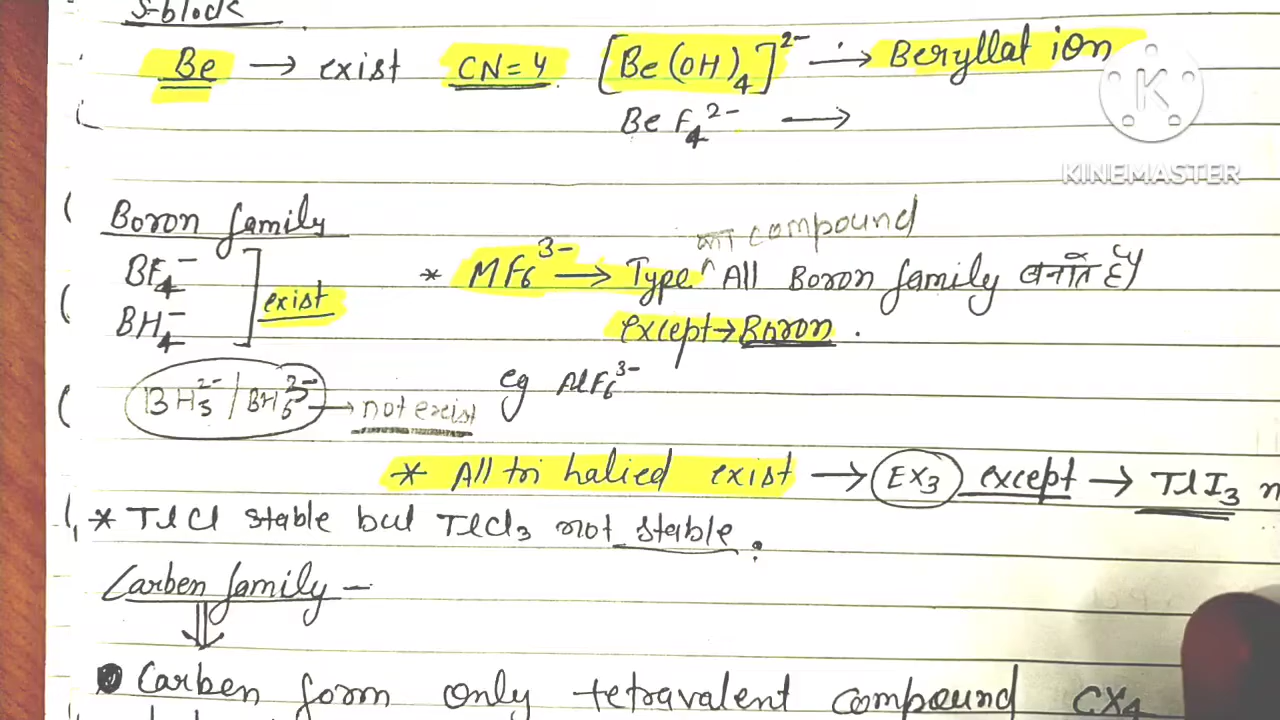 S-block
Be → exist CN=4 [Be(OH)4]2- → Beryllat ion
BeF4 2- →
KINEMASTER
Boron family
BF4-
BH4-
exist
* MF6 3- → Type का compound All Boron family बनाते है
except → Boron.
BH5 2- / BH6 3- → not exist
eg AlF6 3-
* All tri halied exist → EX3 except → TlI3 n
* TlCl stable but TlCl3 not stable.
Carben family –
• Carben form only tetravalent compound CX4